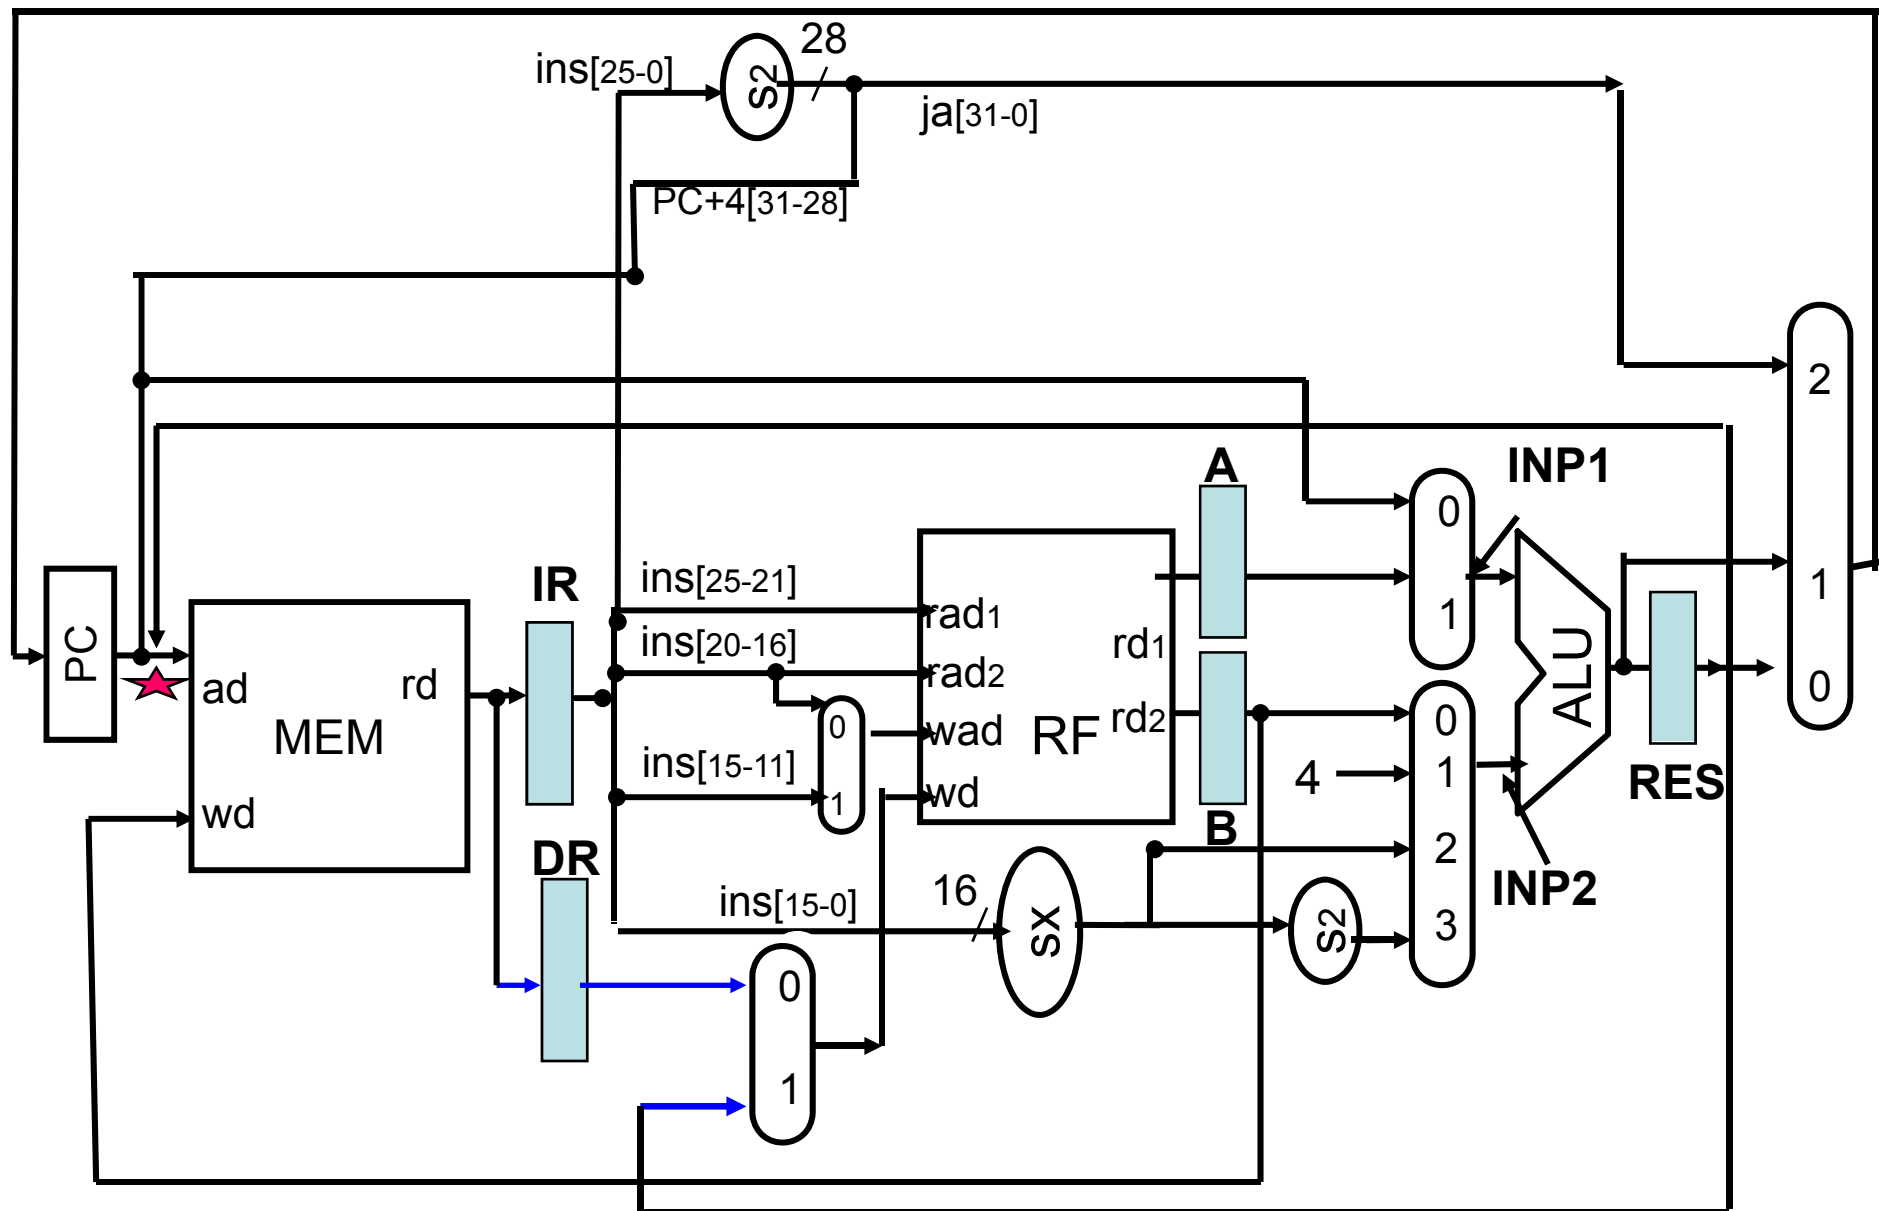 28
ins[25-0]
s2
ja[31-0]
PC+4[31-28]
2
1
0
A
INP1
0
1
IR
ins[25-21]
rad1
ins[20-16]
rad2
rd1
PC
ad
rd
MEM
0
1
wad
RF
rd2
ins[15-11]
wd
ALU
0
4
1
2
3
RES
wd
B
DR
INP2
16
ins[15-0]
sx
s2
0
1